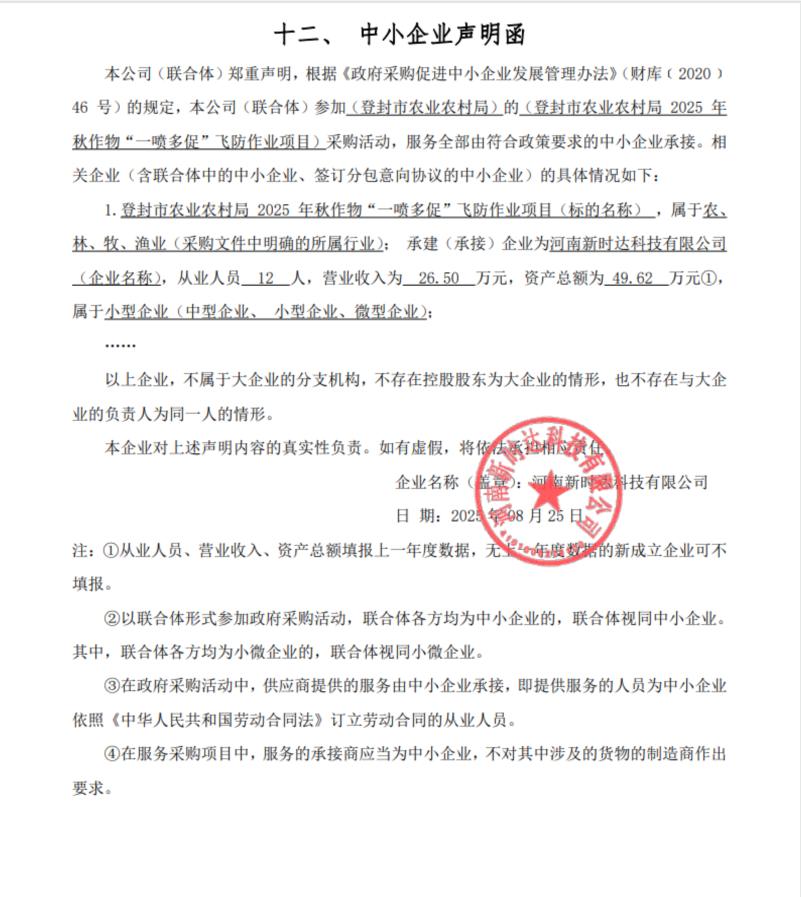 十二、 中小企业声明函
本公司（联合体）郑重声明，根据《政府采购促进中小企业发展管理办法》（财库﹝2020﹞
46 号）的规定，本公司（联合体）参加（登封市农业农村局）的（登封市农业农村局 2025 年
秋作物“一喷多促”飞防作业项目）采购活动，服务全部由符合政策要求的中小企业承接。相
关企业（含联合体中的中小企业、签订分包意向协议的中小企业）的具体情况如下：
1.登封市农业农村局 2025 年秋作物“一喷多促”飞防作业项目（标的名称） ，属于农、
林、牧、渔业（采购文件中明确的所属行业）； 承建（承接）企业为河南新时达科技有限公司
（企业名称），从业人员 12 人，营业收入为 26.50 万元，资产总额为 49.62 万元①，
属于小型企业（中型企业、 小型企业、微型企业）；
……
以上企业，不属于大企业的分支机构，不存在控股股东为大企业的情形，也不存在与大企
业的负责人为同一人的情形。
本企业对上述声明内容的真实性负责。如有虚假，将依法承担相应责任。
企业名称（盖章）：河南新时达科技有限公司
日 期：2025 年 08 月 25 日
河南新时达科技有限公司
注：①从业人员、营业收入、资产总额填报上一年度数据，无上一年度数据的新成立企业可不
填报。
②以联合体形式参加政府采购活动，联合体各方均为中小企业的，联合体视同中小企业。
其中，联合体各方均为小微企业的，联合体视同小微企业。
③在政府采购活动中，供应商提供的服务由中小企业承接，即提供服务的人员为中小企业
依照《中华人民共和国劳动合同法》订立劳动合同的从业人员。
④在服务采购项目中，服务的承接商应当为中小企业，不对其中涉及的货物的制造商作出
要求。